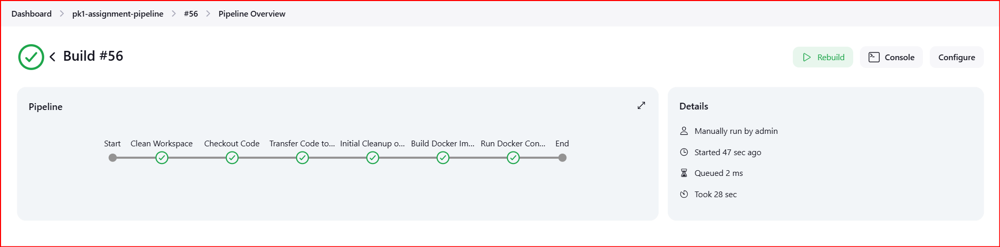 Dashboard > pk1-assignment-pipeline > #56 > Pipeline Overview
Build #56
Rebuild
Console
Configure
Pipeline
Start Clean Workspace Checkout Code Transfer Code to... Initial Cleanup o... Build Docker Im... Run Docker Con... End
Details
Manually run by admin
Started 47 sec ago
Queued 2 ms
Took 28 sec